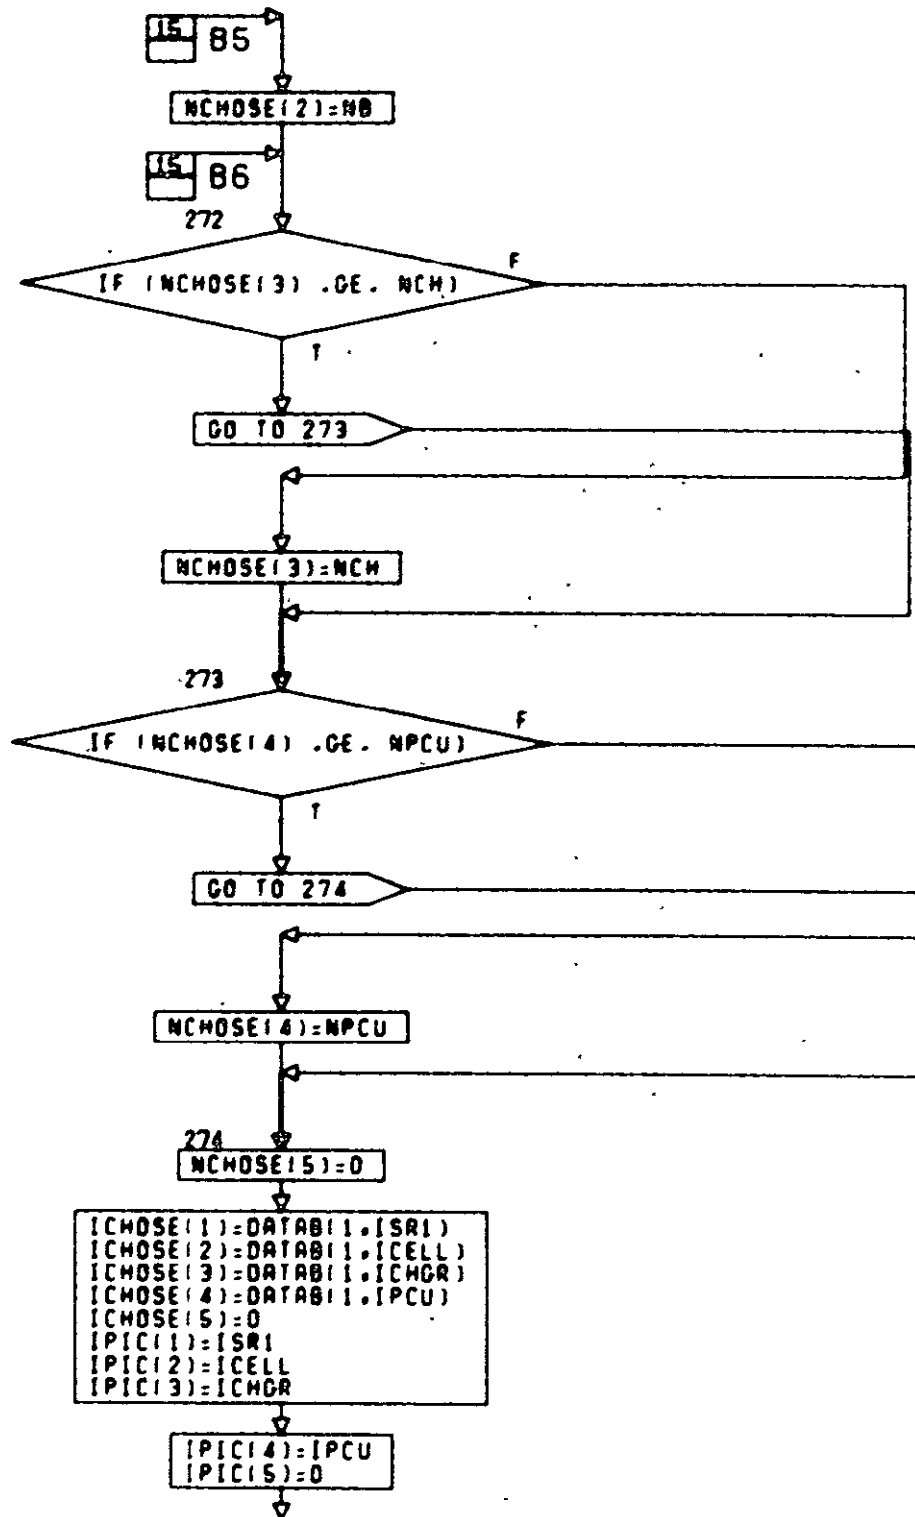 15 B5
NCHOSE(2)=NB
15 B6
272
IF (NCHOSE(3) .GE. NCH)
F
T
GO TO 273
NCHOSE(3)=NCH
273
IF (NCHOSE(4) .GE. NPCU)
F
T
GO TO 274
NCHOSE(4)=NPCU
274
NCHOSE(5)=0
ICHOSE(1)=DATAB(1,ISR1)
ICHOSE(2)=DATAB(1,ICELL)
ICHOSE(3)=DATAB(1,ICHGR)
ICHOSE(4)=DATAB(1,IPCU)
ICHOSE(5)=0
IPIC(1)=ISR1
IPIC(2)=ICELL
IPIC(3)=ICHGR
IPIC(4)=IPCU
IPIC(5)=0